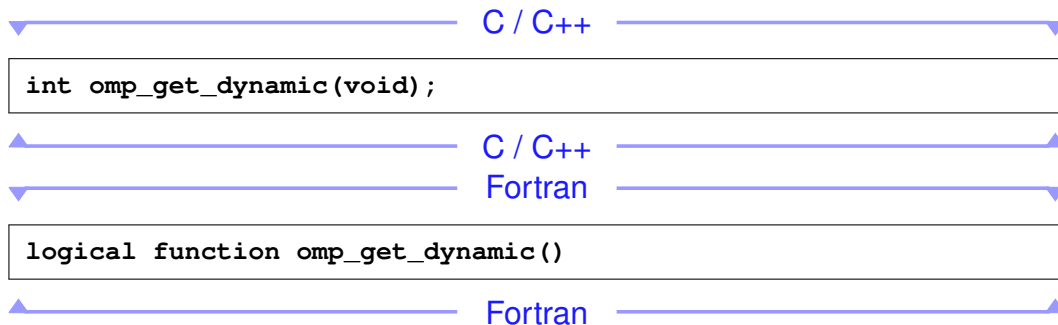 C / C++
int omp_get_dynamic(void);
C / C++
Fortran
logical function omp_get_dynamic()
Fortran